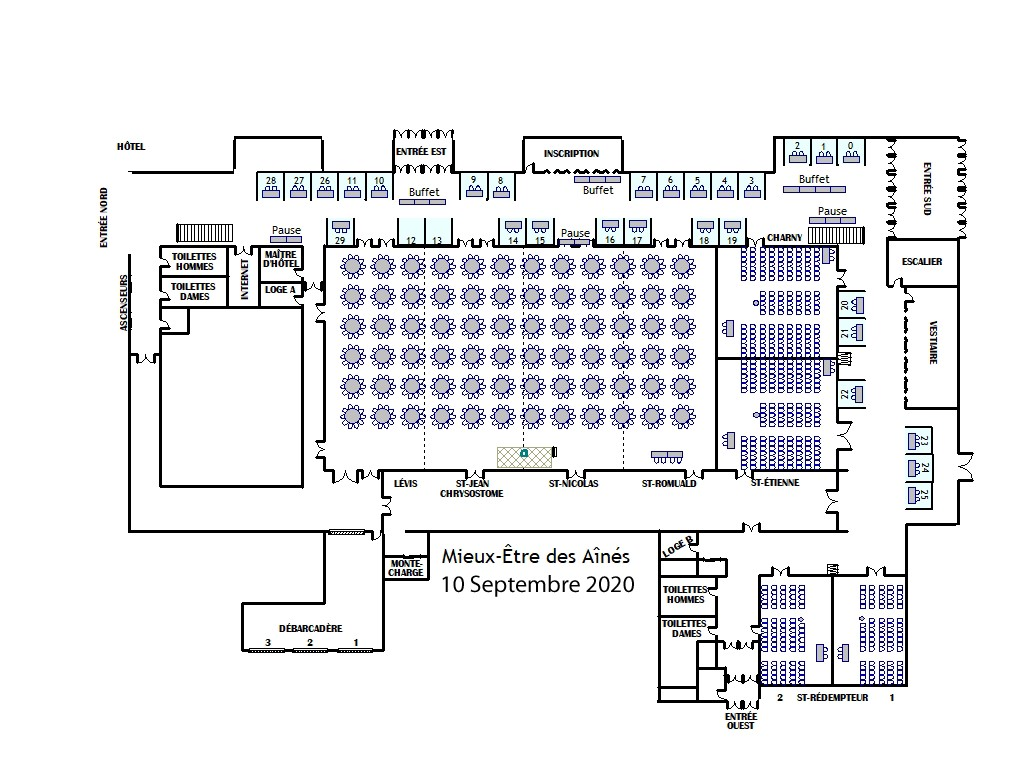 HÔTEL
ENTRÉE EST
INSCRIPTION
2 1 0
28 27 26 11 10
9 8
7 6 5 4 3
Buffet
Buffet
Buffet
ENTRÉE NORD
ENTRÉE SUD
Pause
Pause
Pause
29 12 13 14 15 16 17 18 19
CHARNY
TOILETTES
HOMMES
INTERNET
MAÎTRE
D'HÔTEL
ESCALIER
TOILETTES
DAMES
LOGE A
ASCENSEURS
20
21
22
VESTIAIRE
23
24
25
LÉVIS
ST-JEAN
CHRYSOSTOME
ST-NICOLAS
ST-ROMUALD
ST-ÉTIENNE
MONTE-
CHARGE
Mieux-Être des Aînés
10 Septembre 2020
LOGE B
TOILETTES
HOMMES
TOILETTES
DAMES
DÉBARCADÈRE
3 2 1
2 ST-RÉDEMPTEUR 1
ENTRÉE
OUEST